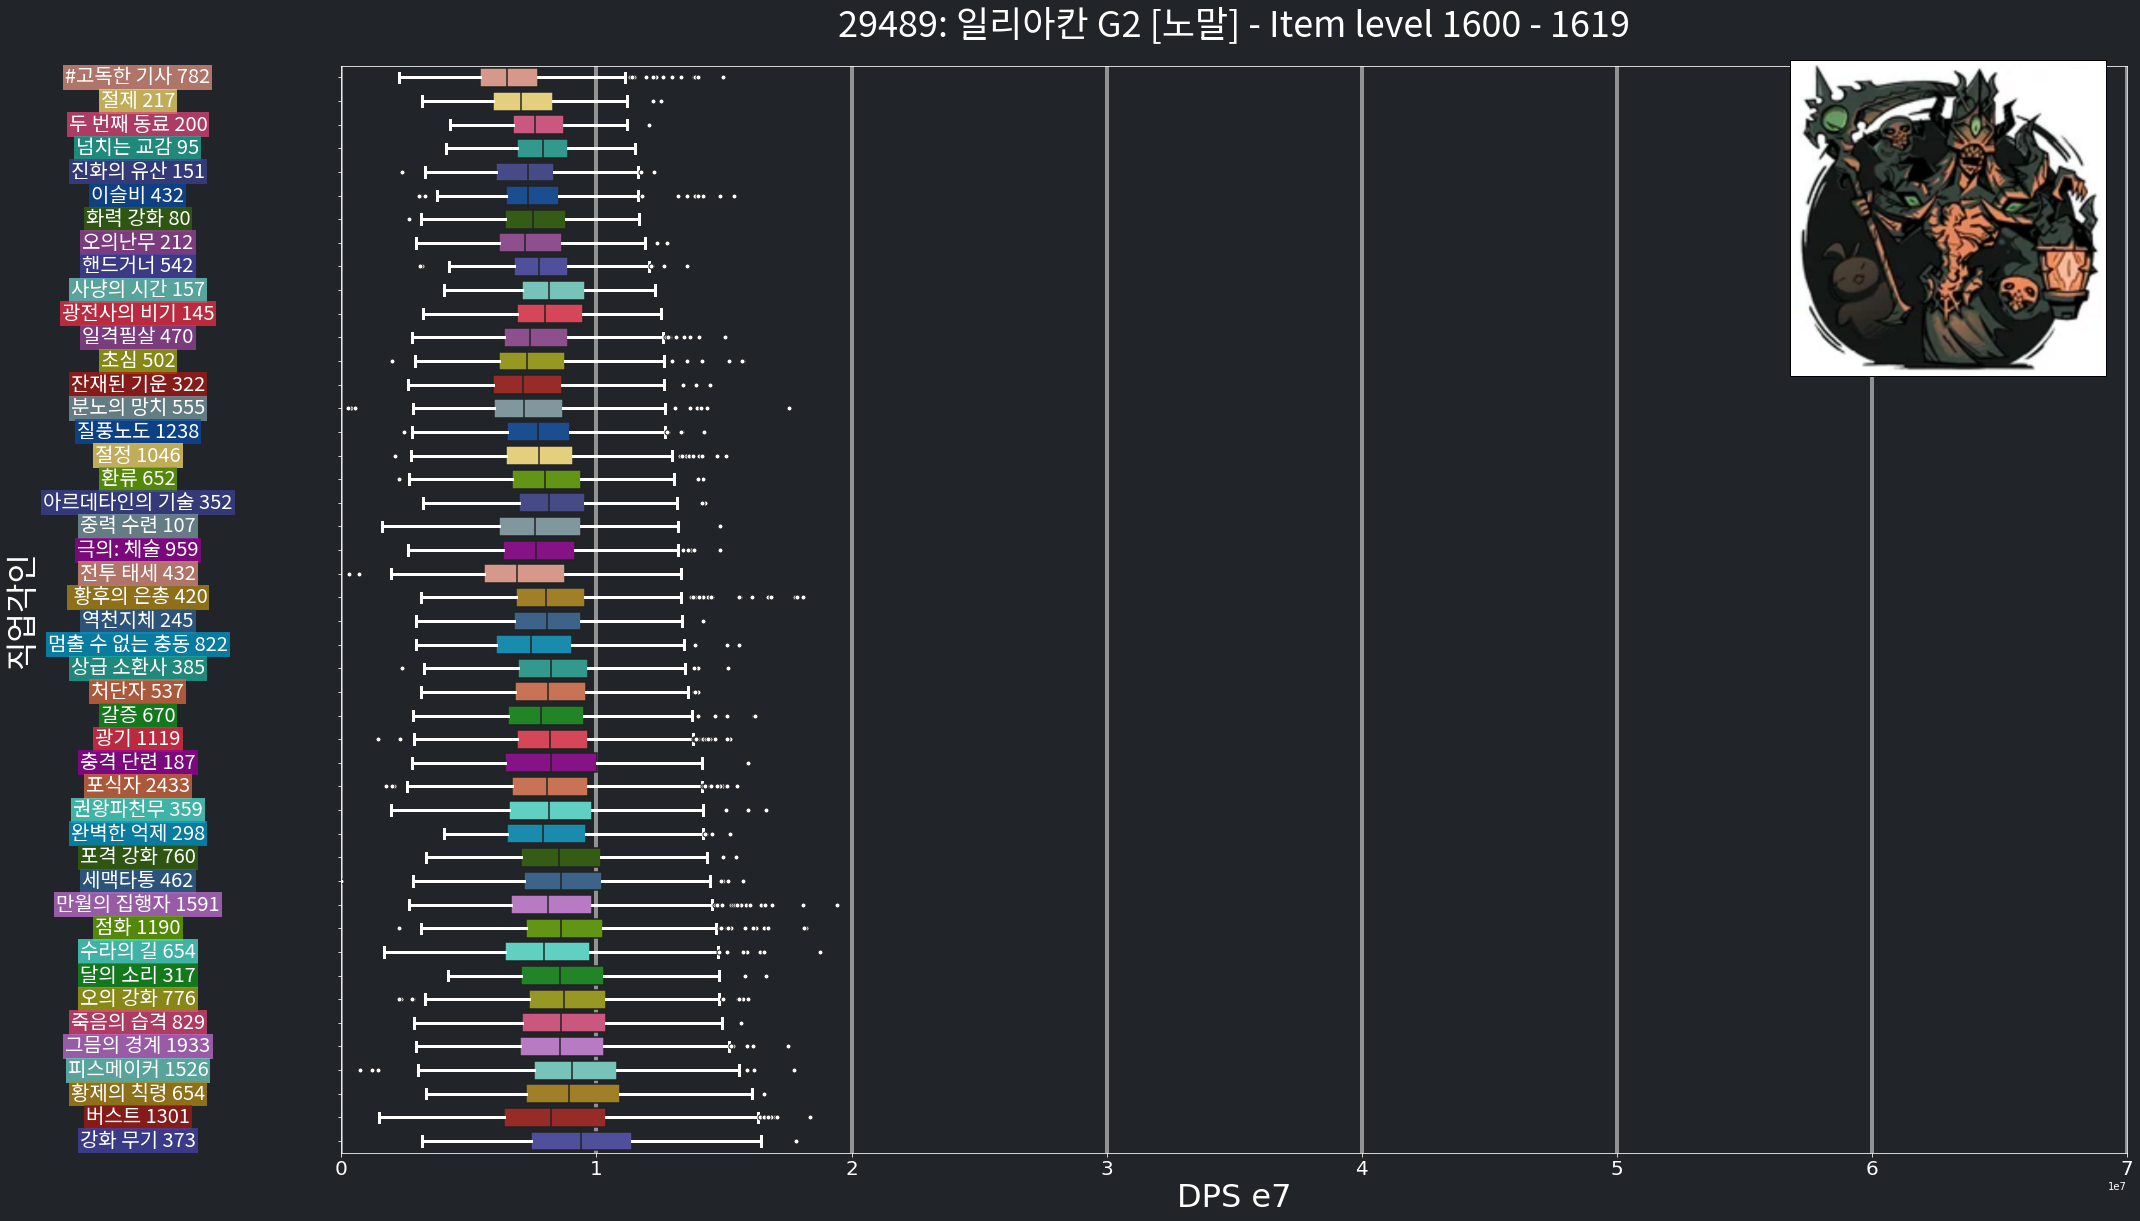 29489: 일리아칸 G2 [노말] - Item level 1600 - 1619
직업각인
#고독한 기사 782
절제 217
두 번째 동료 200
넘치는 교감 95
진화의 유산 151
이슬비 432
화력 강화 80
오의난무 212
핸드거너 542
사냥의 시간 157
광전사의 비기 145
일격필살 470
초심 502
잔재된 기운 322
분노의 망치 555
질풍노도 1238
절정 1046
환류 652
아르데타인의 기술 352
중력 수련 107
극의: 체술 959
전투 태세 432
황후의 은총 420
역천지체 245
멈출 수 없는 충동 822
상급 소환사 385
처단자 537
갈증 670
광기 1119
충격 단련 187
포식자 2433
권왕파천무 359
완벽한 억제 298
포격 강화 760
세맥타통 462
만월의 집행자 1591
점화 1190
수라의 길 654
달의 소리 317
오의 강화 776
죽음의 습격 829
그믐의 경계 1933
피스메이커 1526
황제의 칙령 654
버스트 1301
강화 무기 373
0 1 2 3 4 5 6 7
1e7
DPS e7